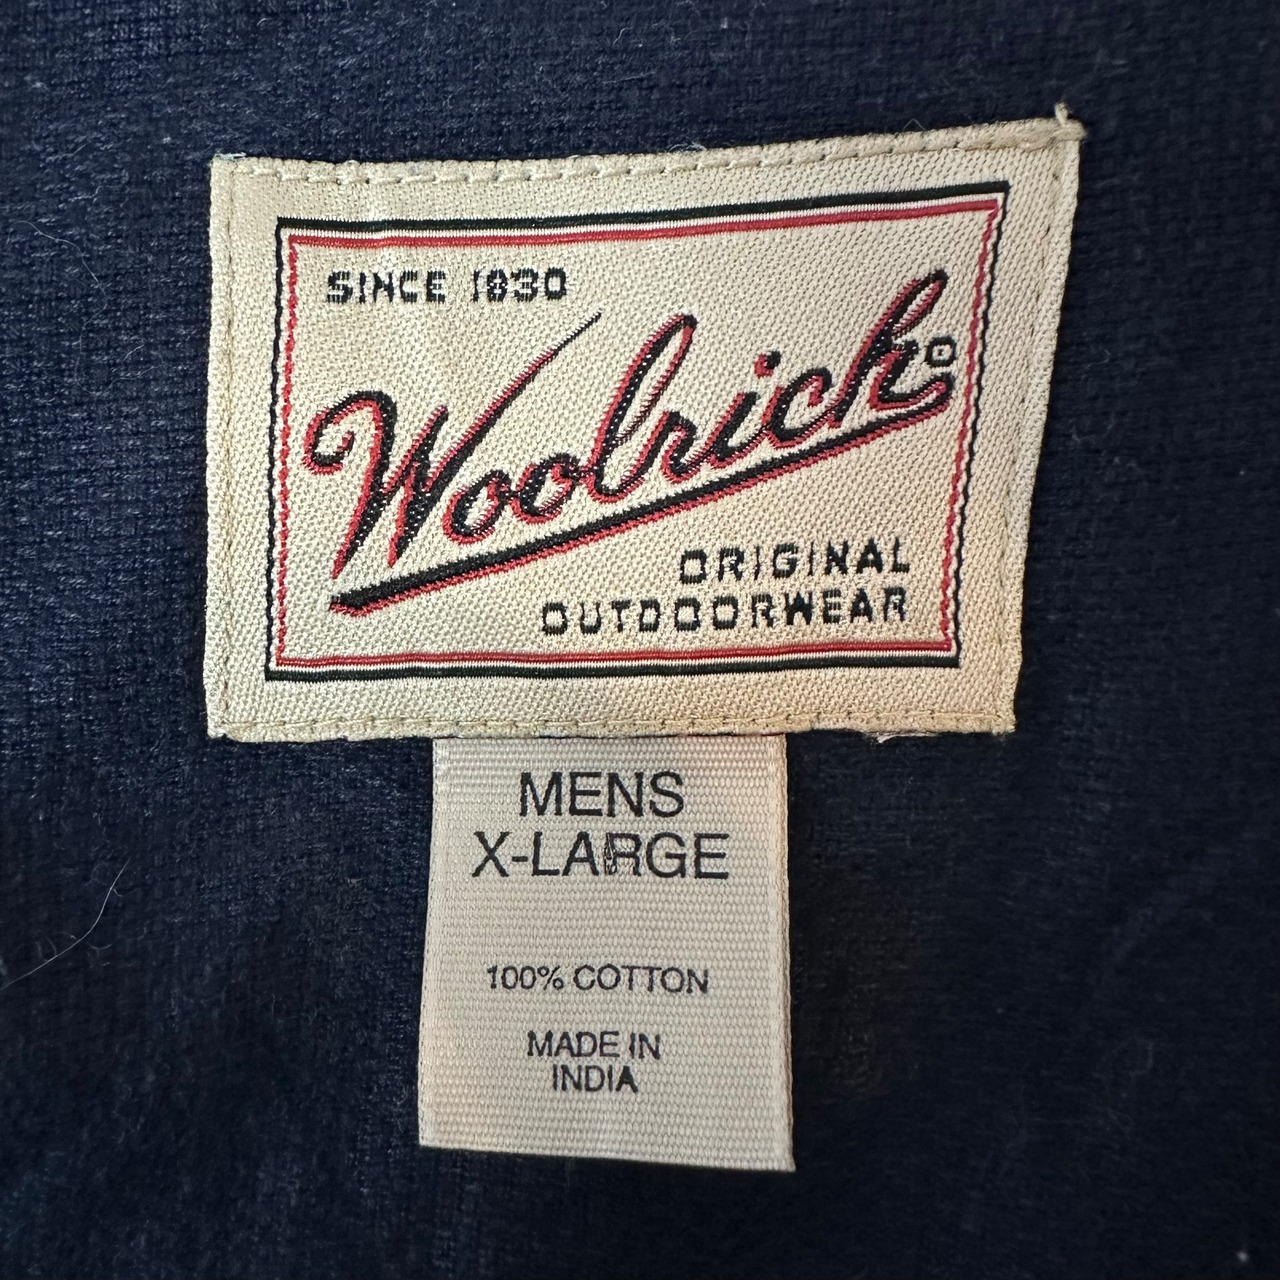 SINCE 1830
Woolrich®
ORIGINAL
OUTDOORWEAR
MENS
X-LARGE
100% COTTON
MADE IN
INDIA